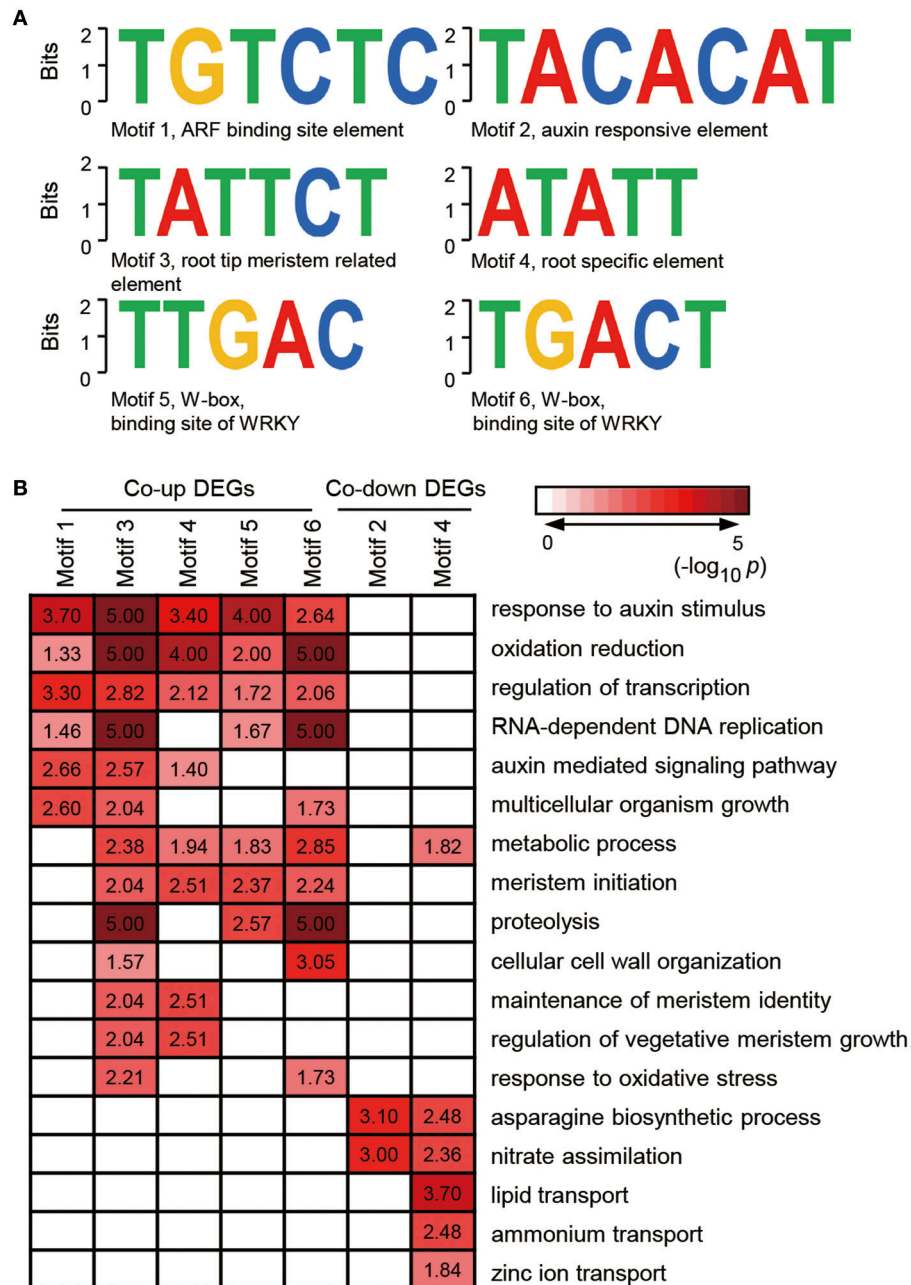 A
Bits
2
1
0
TGTCTC
TACACAT
Motif 1, ARF binding site element
Motif 2, auxin responsive element
Bits
2
1
0
TATTCT
2
1
0
ATATT
Motif 3, root tip meristem related
element
Motif 4, root specific element
Bits
2
1
0
TTGAC
2
1
0
TGACT
Motif 5, W-box,
binding site of WRKY
Motif 6, W-box,
binding site of WRKY
B
Co-up DEGs
Co-down DEGs
Motif 1
Motif 3
Motif 4
Motif 5
Motif 6
Motif 2
Motif 4
0
5
(-log10 p)
3.70 5.00 3.40 4.00 2.64 response to auxin stimulus
1.33 5.00 4.00 2.00 5.00 oxidation reduction
3.30 2.82 2.12 1.72 2.06 regulation of transcription
1.46 5.00 1.67 5.00 RNA-dependent DNA replication
2.66 2.57 1.40 auxin mediated signaling pathway
2.60 2.04 1.73 multicellular organism growth
2.38 1.94 1.83 2.85 1.82 metabolic process
2.04 2.51 2.37 2.24 meristem initiation
5.00 2.57 5.00 proteolysis
1.57 3.05 cellular cell wall organization
2.04 2.51 maintenance of meristem identity
2.04 2.51 regulation of vegetative meristem growth
2.21 1.73 response to oxidative stress
3.10 2.48 asparagine biosynthetic process
3.00 2.36 nitrate assimilation
3.70 lipid transport
2.48 ammonium transport
1.84 zinc ion transport